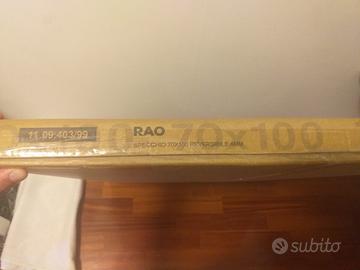 11.09.403/99
RAO
70x100
SPECCHIO 70X100 REVERSIBILE 4MM
subito